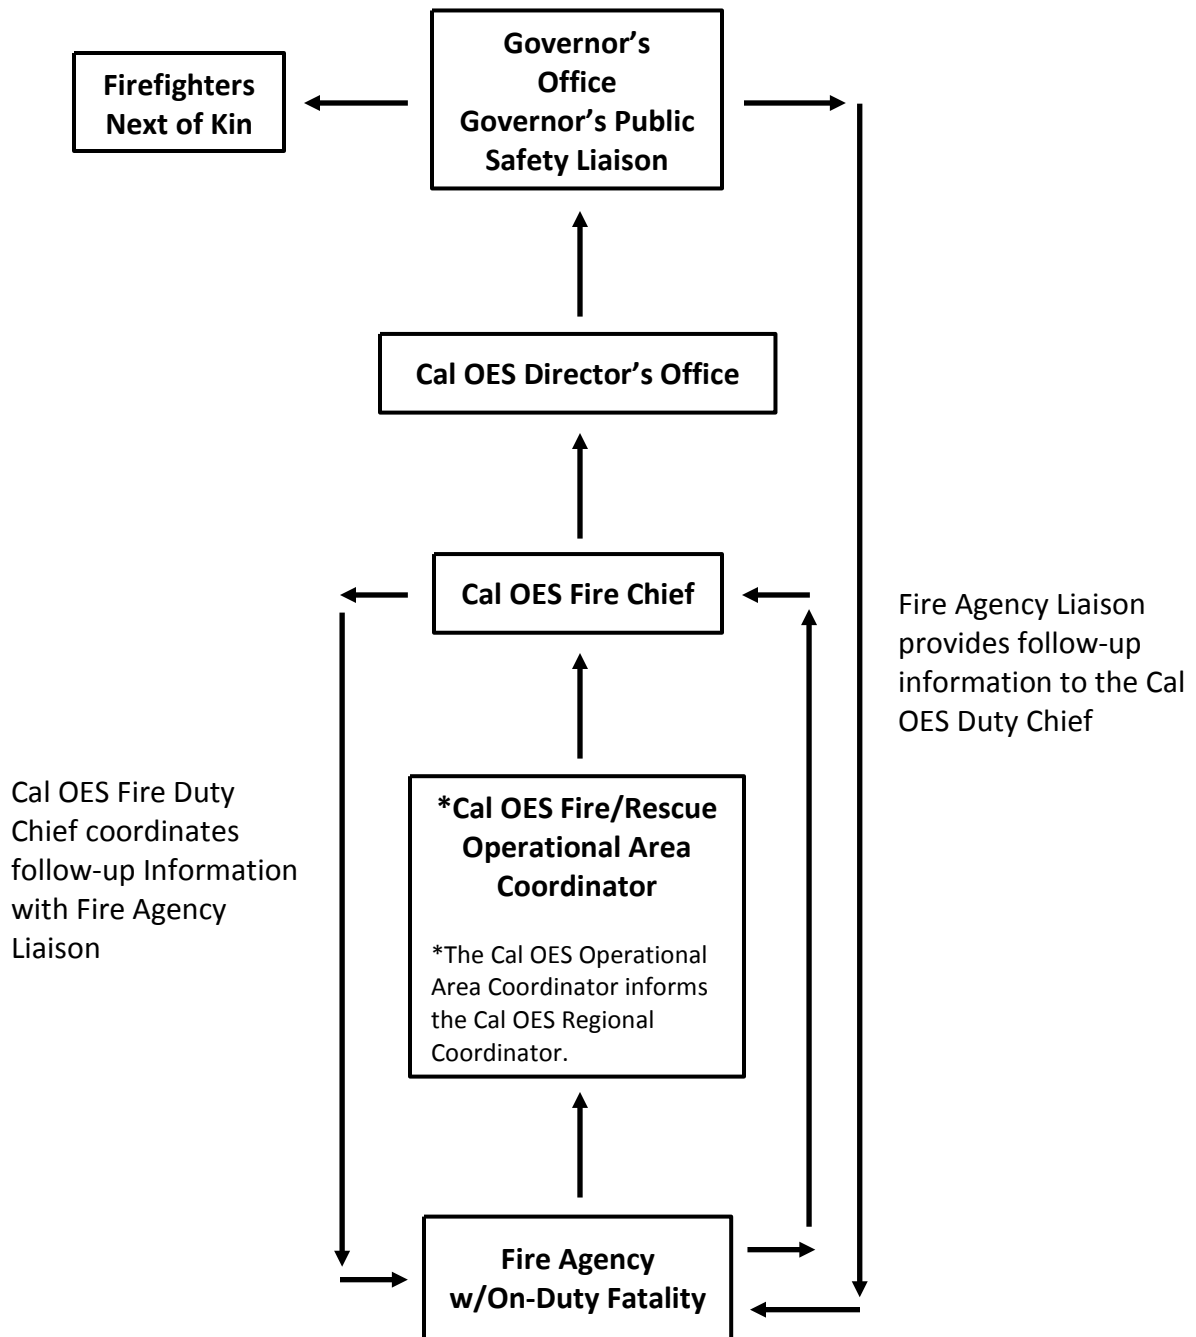 Governor’s
Office
Governor’s Public
Safety Liaison
Firefighters
Next of Kin
Cal OES Director’s Office
Cal OES Fire Chief
Fire Agency Liaison
provides follow-up
information to the Cal
OES Duty Chief
Cal OES Fire Duty
Chief coordinates
follow-up Information
with Fire Agency
Liaison
*Cal OES Fire/Rescue
Operational Area
Coordinator
*The Cal OES Operational
Area Coordinator informs
the Cal OES Regional
Coordinator.
Fire Agency
w/On-Duty Fatality